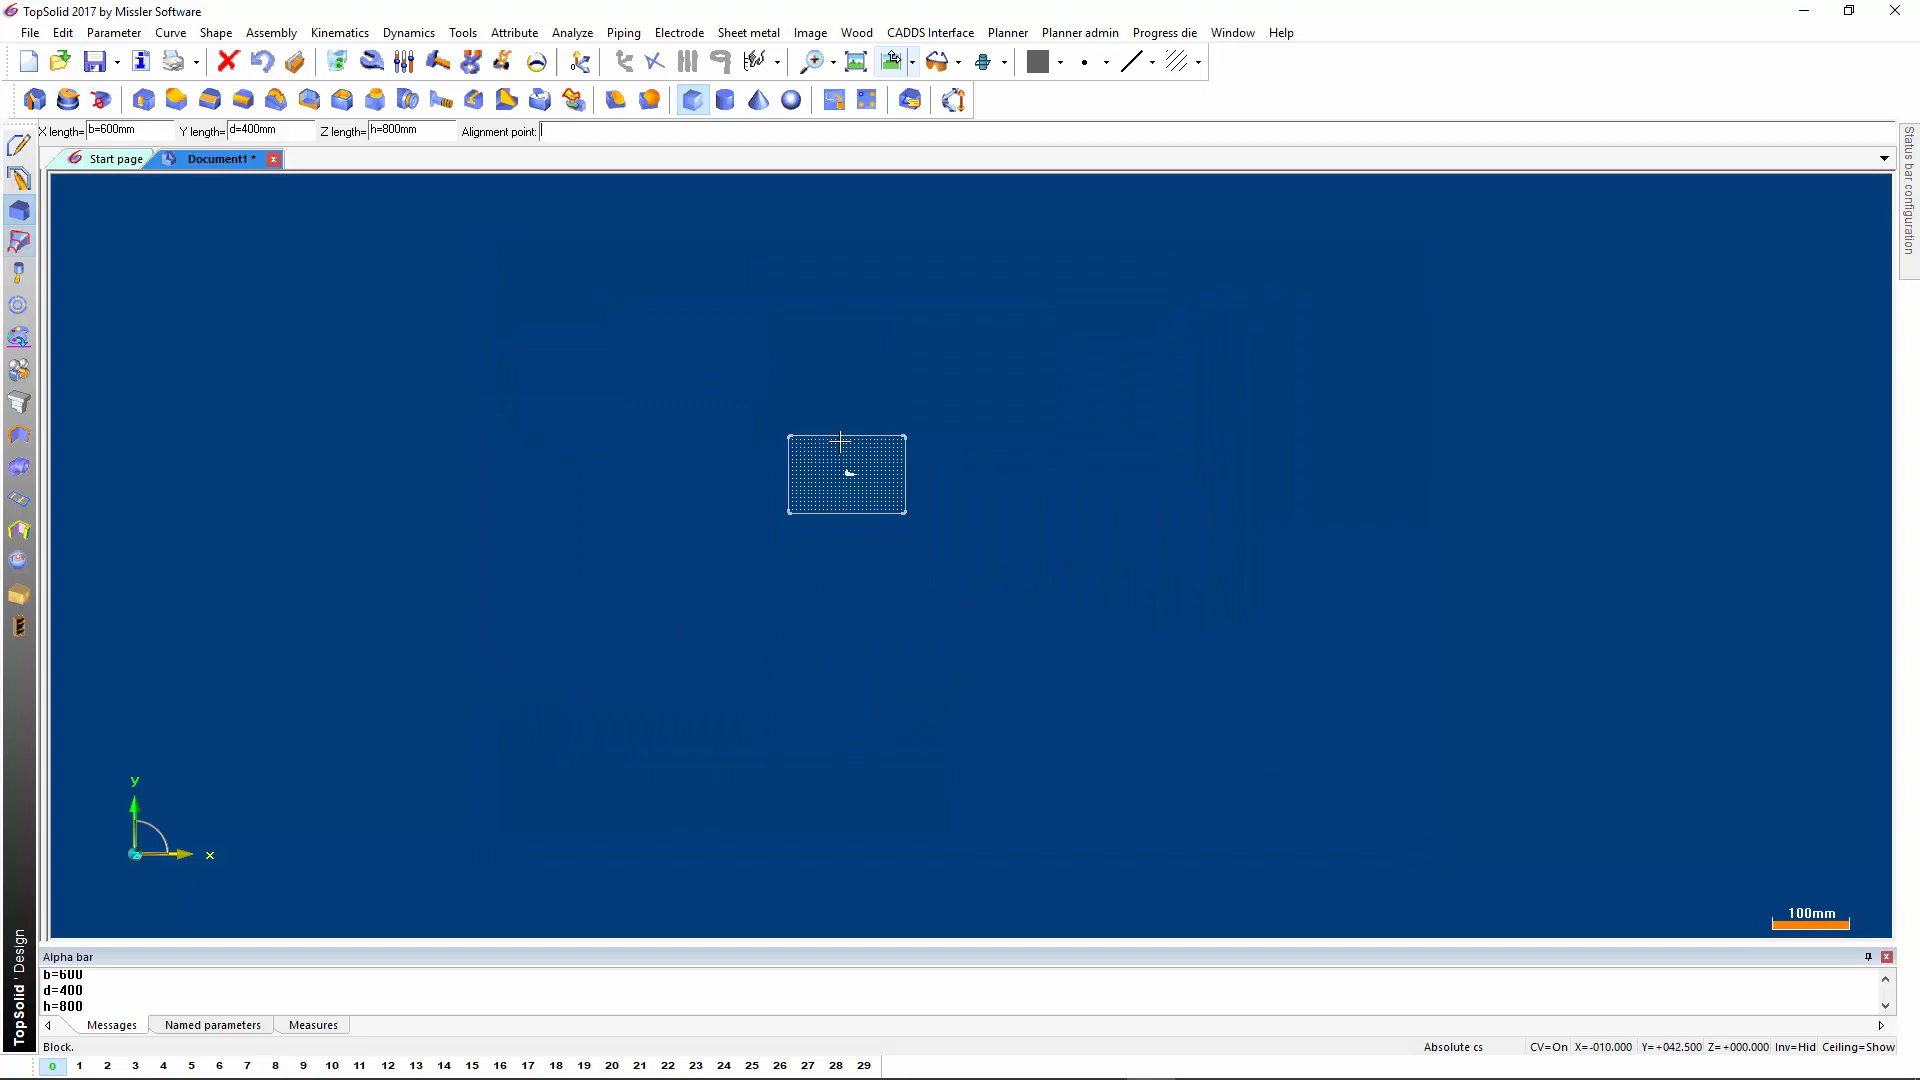 TopSolid 2017 by Missler Software
File Edit Parameter Curve Shape Assembly Kinematics Dynamics Tools Attribute Analyze Piping Electrode Sheet metal Image Wood CADDS Interface Planner Planner admin Progress die Window Help
X length= b=600mm Y length= d=400mm Z length= h=800mm Alignment point:
Start page Document1 *
Status bar configuration
y
z x
100mm
TopSolid'Design
Alpha bar
b=600
d=400
h=800
Messages Named parameters Measures
Block. Absolute cs CV=On X=-010.000 Y=+042.500 Z=+000.000 Inv=Hid Ceiling=Show
0 1 2 3 4 5 6 7 8 9 10 11 12 13 14 15 16 17 18 19 20 21 22 23 24 25 26 27 28 29